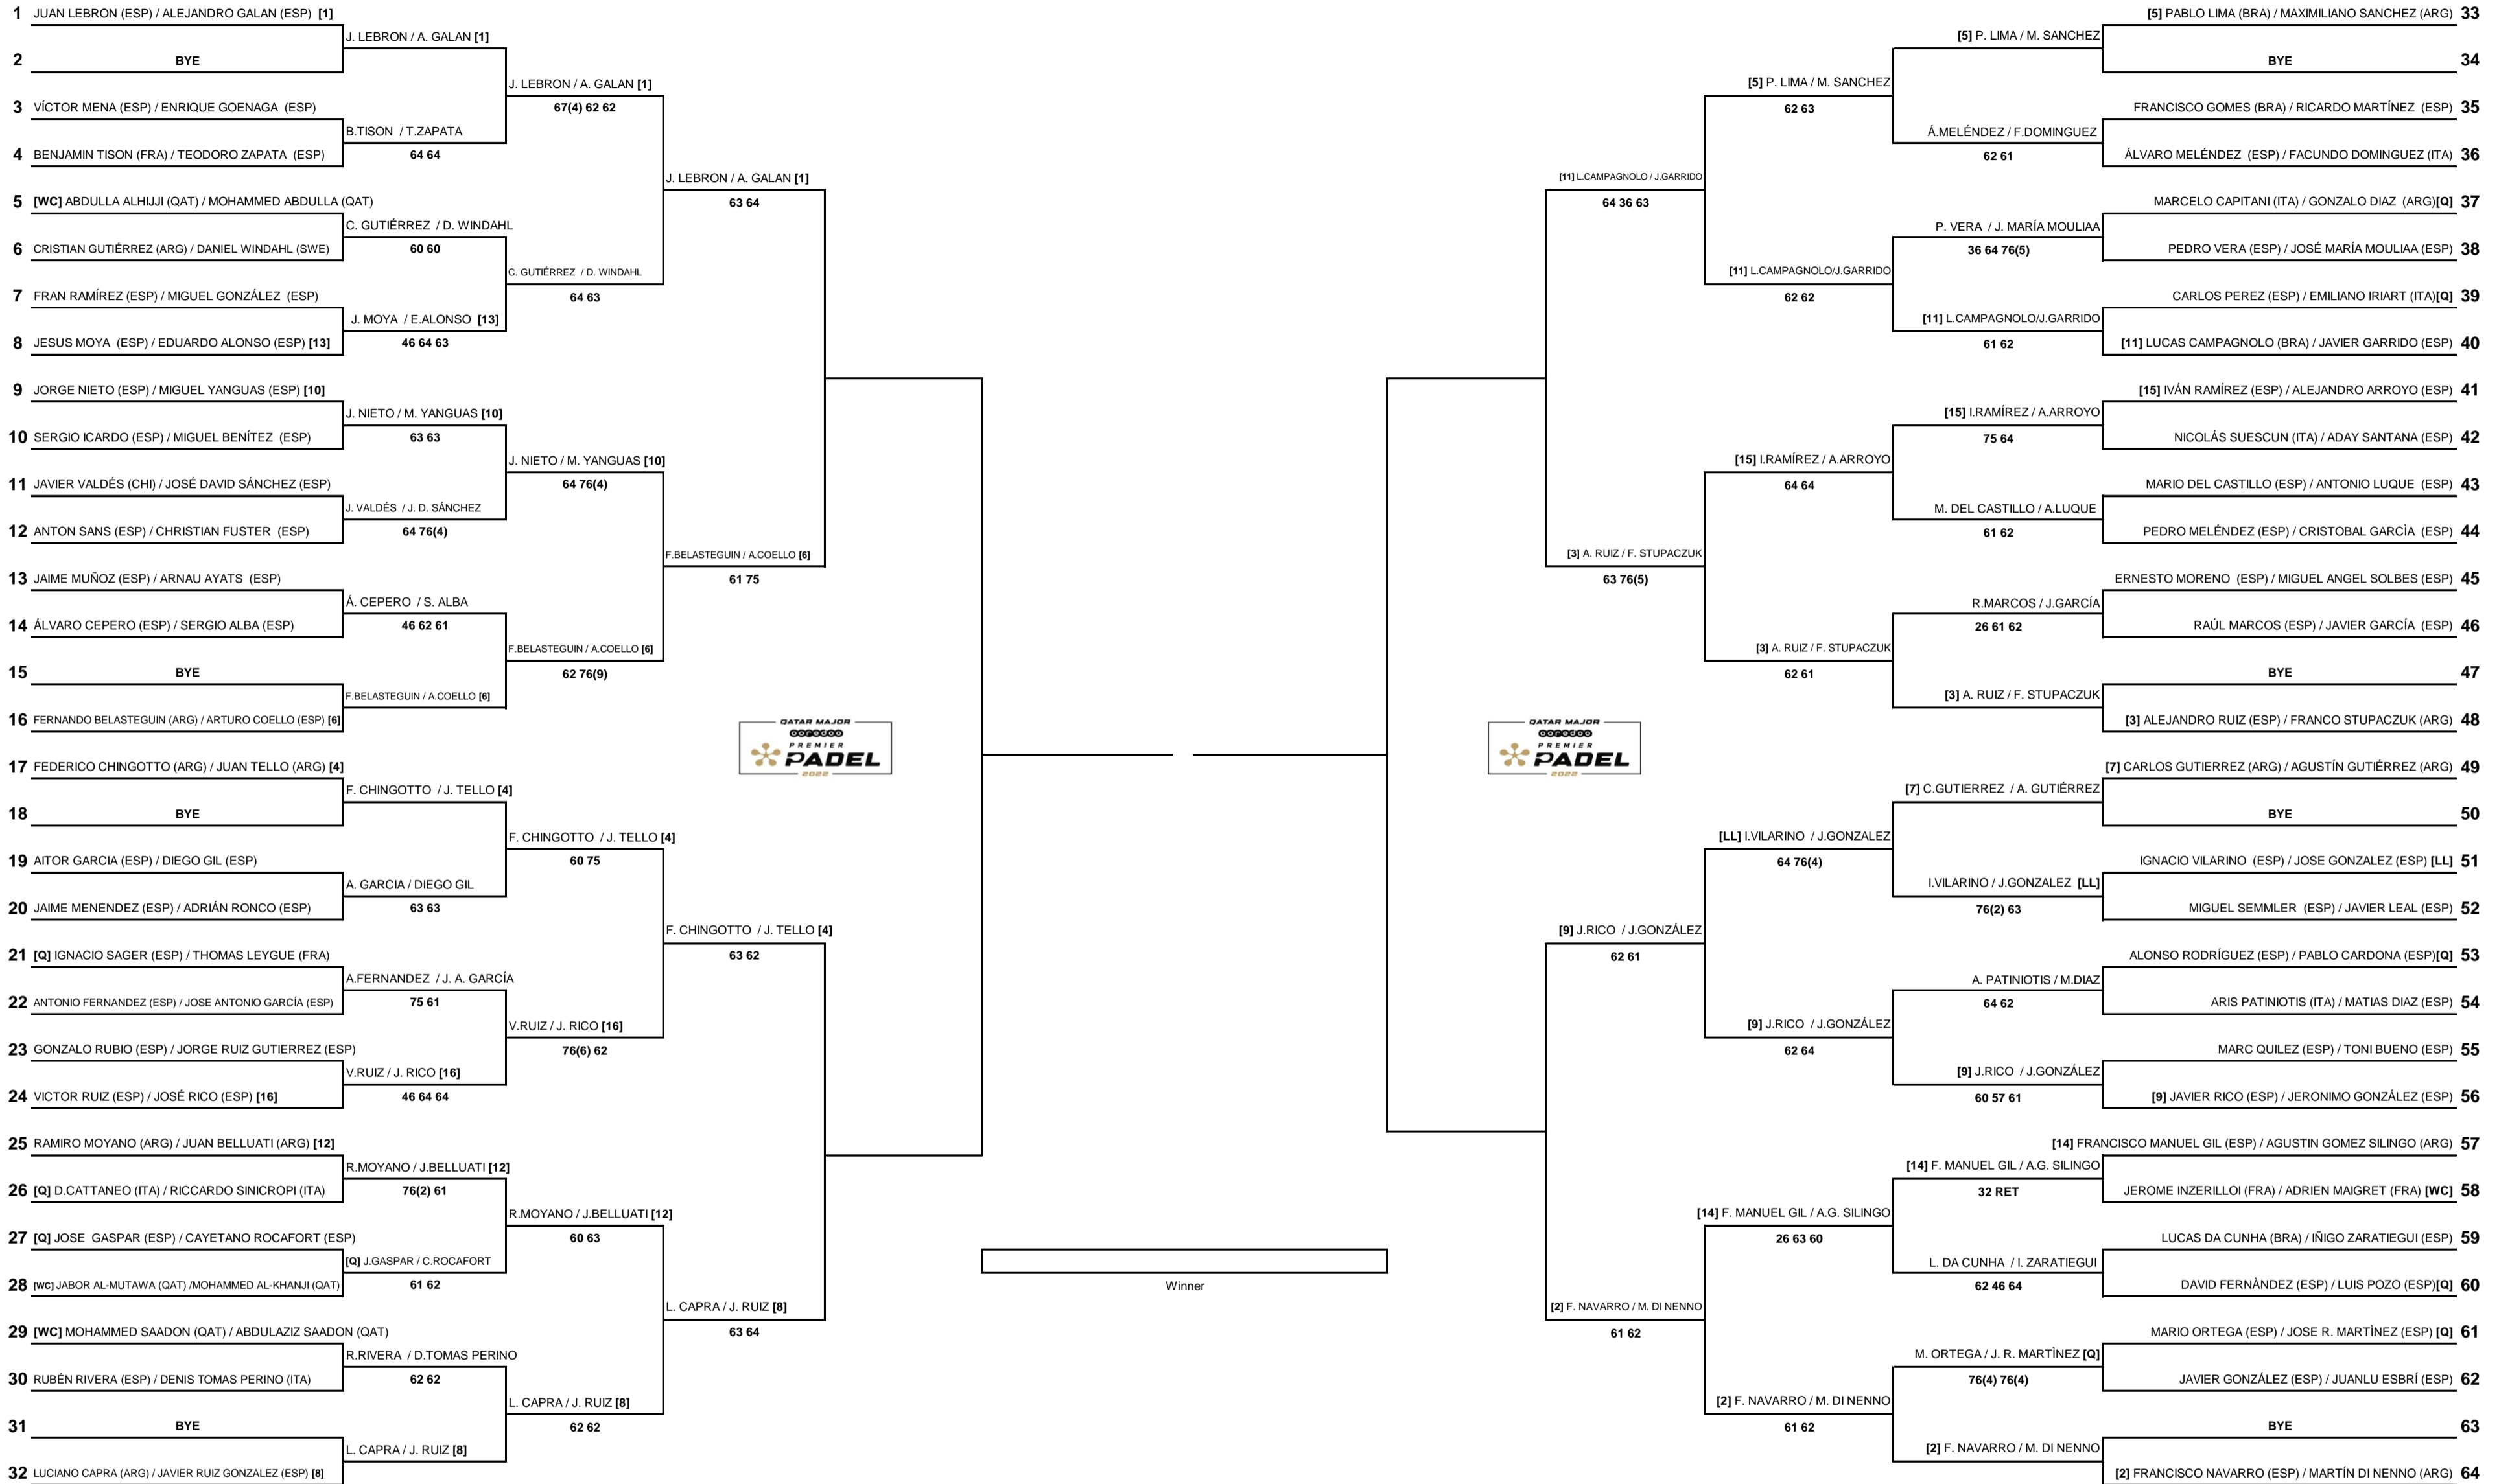 1 JUAN LEBRON (ESP) / ALEJANDRO GALAN (ESP) [1]
J. LEBRON / A. GALAN [1]
2 BYE
J. LEBRON / A. GALAN [1]
67(4) 62 62
3 VÍCTOR MENA (ESP) / ENRIQUE GOENAGA (ESP)
B.TISON / T.ZAPATA
64 64
4 BENJAMIN TISON (FRA) / TEODORO ZAPATA (ESP)
J. LEBRON / A. GALAN [1]
63 64
5 [WC] ABDULLA ALHIJJI (QAT) / MOHAMMED ABDULLA (QAT)
C. GUTIÉRREZ / D. WINDAHL
60 60
6 CRISTIAN GUTIÉRREZ (ARG) / DANIEL WINDAHL (SWE)
C. GUTIÉRREZ / D. WINDAHL
64 63
7 FRAN RAMÍREZ (ESP) / MIGUEL GONZÁLEZ (ESP)
J. MOYA / E.ALONSO [13]
46 64 63
8 JESUS MOYA (ESP) / EDUARDO ALONSO (ESP) [13]
9 JORGE NIETO (ESP) / MIGUEL YANGUAS (ESP) [10]
J. NIETO / M. YANGUAS [10]
63 63
10 SERGIO ICARDO (ESP) / MIGUEL BENÍTEZ (ESP)
J. NIETO / M. YANGUAS [10]
64 76(4)
11 JAVIER VALDÉS (CHI) / JOSÉ DAVID SÁNCHEZ (ESP)
J. VALDÉS / J. D. SÁNCHEZ
64 76(4)
12 ANTON SANS (ESP) / CHRISTIAN FUSTER (ESP)
F.BELASTEGUIN / A.COELLO [6]
61 75
13 JAIME MUÑOZ (ESP) / ARNAU AYATS (ESP)
Á. CEPERO / S. ALBA
46 62 61
14 ÁLVARO CEPERO (ESP) / SERGIO ALBA (ESP)
F.BELASTEGUIN / A.COELLO [6]
62 76(9)
15 BYE
F.BELASTEGUIN / A.COELLO [6]
16 FERNANDO BELASTEGUIN (ARG) / ARTURO COELLO (ESP) [6]
QATAR MAJOR
OOREDOO
PREMIER
PADEL
2022
17 FEDERICO CHINGOTTO (ARG) / JUAN TELLO (ARG) [4]
F. CHINGOTTO / J. TELLO [4]
18 BYE
F. CHINGOTTO / J. TELLO [4]
60 75
19 AITOR GARCIA (ESP) / DIEGO GIL (ESP)
A. GARCIA / DIEGO GIL
63 63
20 JAIME MENENDEZ (ESP) / ADRIÁN RONCO (ESP)
F. CHINGOTTO / J. TELLO [4]
63 62
21 [Q] IGNACIO SAGER (ESP) / THOMAS LEYGUE (FRA)
A.FERNANDEZ / J. A. GARCÍA
75 61
22 ANTONIO FERNANDEZ (ESP) / JOSE ANTONIO GARCÍA (ESP)
V.RUIZ / J. RICO [16]
76(6) 62
23 GONZALO RUBIO (ESP) / JORGE RUIZ GUTIERREZ (ESP)
V.RUIZ / J. RICO [16]
46 64 64
24 VICTOR RUIZ (ESP) / JOSÉ RICO (ESP) [16]
25 RAMIRO MOYANO (ARG) / JUAN BELLUATI (ARG) [12]
R.MOYANO / J.BELLUATI [12]
76(2) 61
26 [Q] D.CATTANEO (ITA) / RICCARDO SINICROPI (ITA)
R.MOYANO / J.BELLUATI [12]
60 63
27 [Q] JOSE GASPAR (ESP) / CAYETANO ROCAFORT (ESP)
[Q] J.GASPAR / C.ROCAFORT
61 62
28 [WC] JABOR AL-MUTAWA (QAT) /MOHAMMED AL-KHANJI (QAT)
L. CAPRA / J. RUIZ [8]
63 64
29 [WC] MOHAMMED SAADON (QAT) / ABDULAZIZ SAADON (QAT)
R.RIVERA / D.TOMAS PERINO
62 62
30 RUBÉN RIVERA (ESP) / DENIS TOMAS PERINO (ITA)
L. CAPRA / J. RUIZ [8]
62 62
31 BYE
L. CAPRA / J. RUIZ [8]
32 LUCIANO CAPRA (ARG) / JAVIER RUIZ GONZALEZ (ESP) [8]
Winner
[5] PABLO LIMA (BRA) / MAXIMILIANO SANCHEZ (ARG) 33
[5] P. LIMA / M. SANCHEZ
BYE 34
[5] P. LIMA / M. SANCHEZ
62 63
FRANCISCO GOMES (BRA) / RICARDO MARTÍNEZ (ESP) 35
Á.MELÉNDEZ / F.DOMINGUEZ
62 61
ÁLVARO MELÉNDEZ (ESP) / FACUNDO DOMINGUEZ (ITA) 36
[11] L.CAMPAGNOLO / J.GARRIDO
64 36 63
MARCELO CAPITANI (ITA) / GONZALO DIAZ (ARG)[Q] 37
P. VERA / J. MARÍA MOULIAA
36 64 76(5)
PEDRO VERA (ESP) / JOSÉ MARÍA MOULIAA (ESP) 38
[11] L.CAMPAGNOLO/J.GARRIDO
62 62
CARLOS PEREZ (ESP) / EMILIANO IRIART (ITA)[Q] 39
[11] L.CAMPAGNOLO/J.GARRIDO
61 62
[11] LUCAS CAMPAGNOLO (BRA) / JAVIER GARRIDO (ESP) 40
[15] IVÁN RAMÍREZ (ESP) / ALEJANDRO ARROYO (ESP) 41
[15] I.RAMÍREZ / A.ARROYO
75 64
NICOLÁS SUESCUN (ITA) / ADAY SANTANA (ESP) 42
[15] I.RAMÍREZ / A.ARROYO
64 64
MARIO DEL CASTILLO (ESP) / ANTONIO LUQUE (ESP) 43
M. DEL CASTILLO / A.LUQUE
61 62
PEDRO MELÉNDEZ (ESP) / CRISTOBAL GARCÌA (ESP) 44
[3] A. RUIZ / F. STUPACZUK
63 76(5)
ERNESTO MORENO (ESP) / MIGUEL ANGEL SOLBES (ESP) 45
R.MARCOS / J.GARCÍA
26 61 62
RAÚL MARCOS (ESP) / JAVIER GARCÍA (ESP) 46
[3] A. RUIZ / F. STUPACZUK
62 61
BYE 47
[3] A. RUIZ / F. STUPACZUK
[3] ALEJANDRO RUIZ (ESP) / FRANCO STUPACZUK (ARG) 48
QATAR MAJOR
OOREDOO
PREMIER
PADEL
2022
[7] CARLOS GUTIERREZ (ARG) / AGUSTÍN GUTIÉRREZ (ARG) 49
[7] C.GUTIERREZ / A. GUTIÉRREZ
BYE 50
[LL] I.VILARINO / J.GONZALEZ
64 76(4)
IGNACIO VILARINO (ESP) / JOSE GONZALEZ (ESP) [LL] 51
I.VILARINO / J.GONZALEZ [LL]
76(2) 63
MIGUEL SEMMLER (ESP) / JAVIER LEAL (ESP) 52
[9] J.RICO / J.GONZÁLEZ
62 61
ALONSO RODRÍGUEZ (ESP) / PABLO CARDONA (ESP)[Q] 53
A. PATINIOTIS / M.DIAZ
64 62
ARIS PATINIOTIS (ITA) / MATIAS DIAZ (ESP) 54
[9] J.RICO / J.GONZÁLEZ
62 64
MARC QUILEZ (ESP) / TONI BUENO (ESP) 55
[9] J.RICO / J.GONZÁLEZ
60 57 61
[9] JAVIER RICO (ESP) / JERONIMO GONZÁLEZ (ESP) 56
[14] FRANCISCO MANUEL GIL (ESP) / AGUSTIN GOMEZ SILINGO (ARG) 57
[14] F. MANUEL GIL / A.G. SILINGO
32 RET
JEROME INZERILLOI (FRA) / ADRIEN MAIGRET (FRA) [WC] 58
[14] F. MANUEL GIL / A.G. SILINGO
26 63 60
LUCAS DA CUNHA (BRA) / IÑIGO ZARATIEGUI (ESP) 59
L. DA CUNHA / I. ZARATIEGUI
62 46 64
DAVID FERNÀNDEZ (ESP) / LUIS POZO (ESP)[Q] 60
[2] F. NAVARRO / M. DI NENNO
61 62
MARIO ORTEGA (ESP) / JOSE R. MARTÌNEZ (ESP) [Q] 61
M. ORTEGA / J. R. MARTÌNEZ [Q]
76(4) 76(4)
JAVIER GONZÁLEZ (ESP) / JUANLU ESBRÍ (ESP) 62
[2] F. NAVARRO / M. DI NENNO
61 62
BYE 63
[2] F. NAVARRO / M. DI NENNO
[2] FRANCISCO NAVARRO (ESP) / MARTÍN DI NENNO (ARG) 64